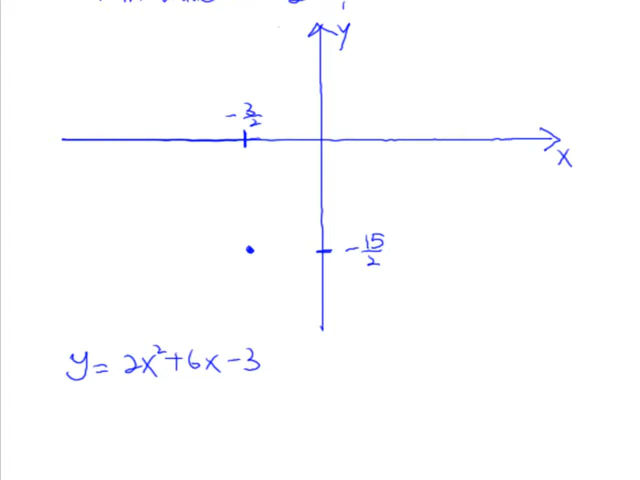 y
-3/2
x
-15/2
y = 2x²+6x-3